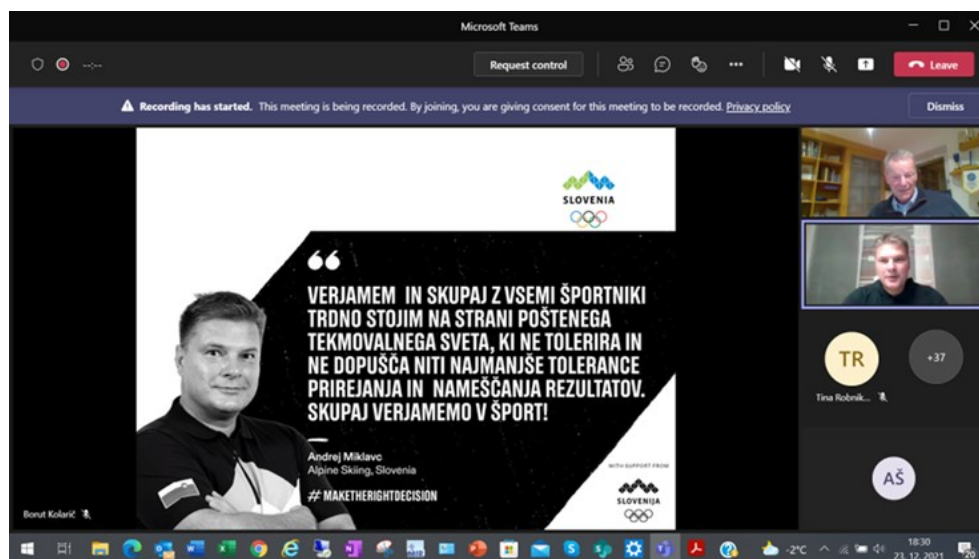 Microsoft Teams
--:--
Request control
Leave
Recording has started. This meeting is being recorded. By joining, you are giving consent for this meeting to be recorded. Privacy policy
Dismiss
SLOVENIA
VERJAMEM IN SKUPAJ Z VSEMI ŠPORTNIKI
TRDNO STOJIM NA STRANI POŠTENEGA
TEKMOVALNEGA SVETA, KI NE TOLERIRA IN
NE DOPUŠČA NITI NAJMANJŠE TOLERANCE
PRIREJANJA IN NAMEŠČANJA REZULTATOV.
SKUPAJ VERJAMEMO V ŠPORT!
Andrej Miklavc
Alpine Skiing, Slovenia
# MAKETHERIGHTDECISION
WITH SUPPORT FROM
SLOVENIJA
Borut Kolarič
TR
+37
Tina Robnik...
AŠ
-2°C
18:30
21. 12. 2021
20